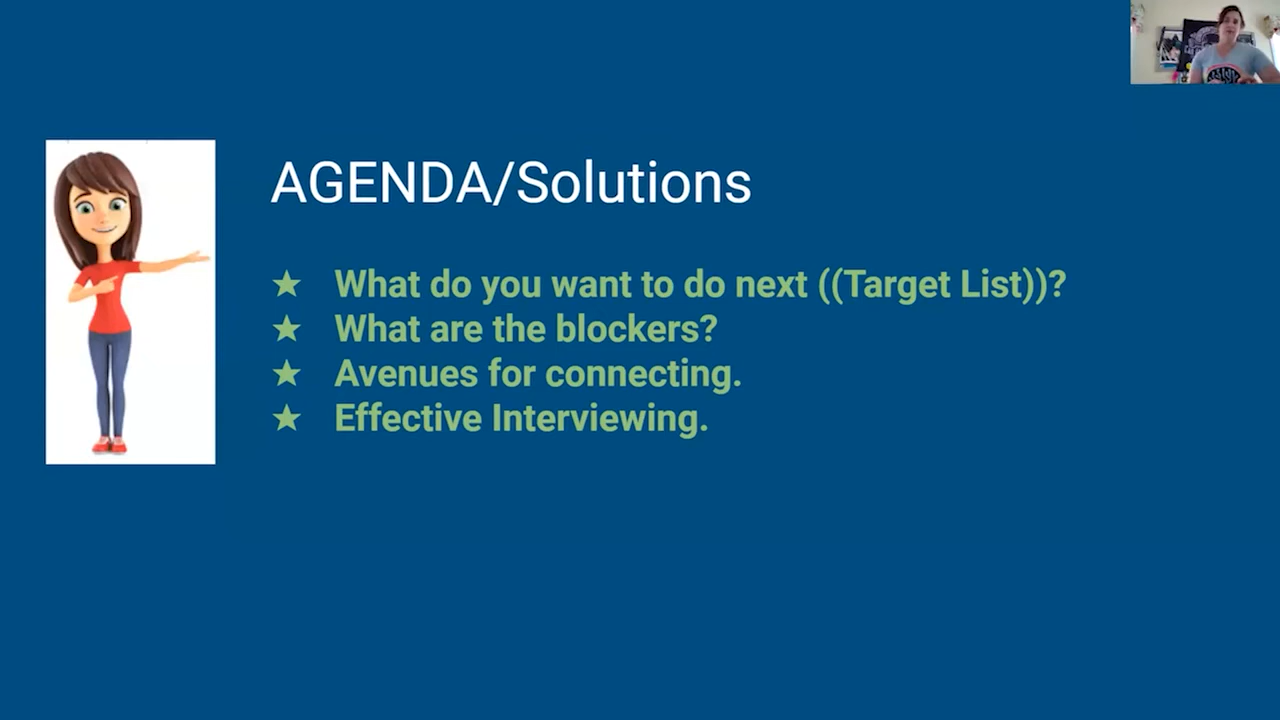 AGENDA/Solutions
★ What do you want to do next ((Target List))?
★ What are the blockers?
★ Avenues for connecting.
★ Effective Interviewing.